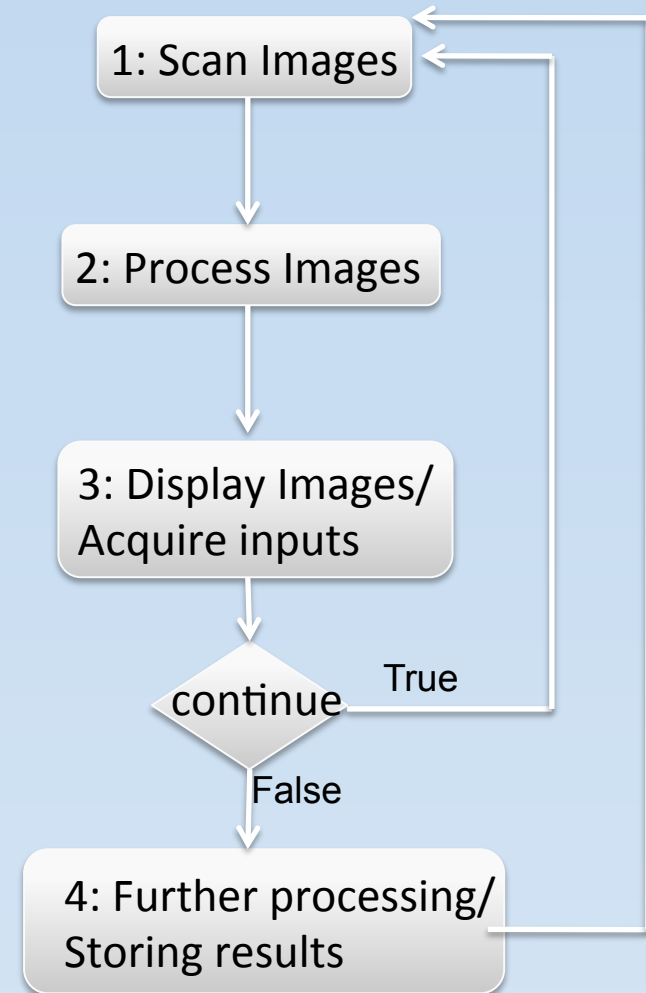 1: Scan Images
2: Process Images
3: Display Images/
Acquire inputs
continue
True
False
4: Further processing/
Storing results